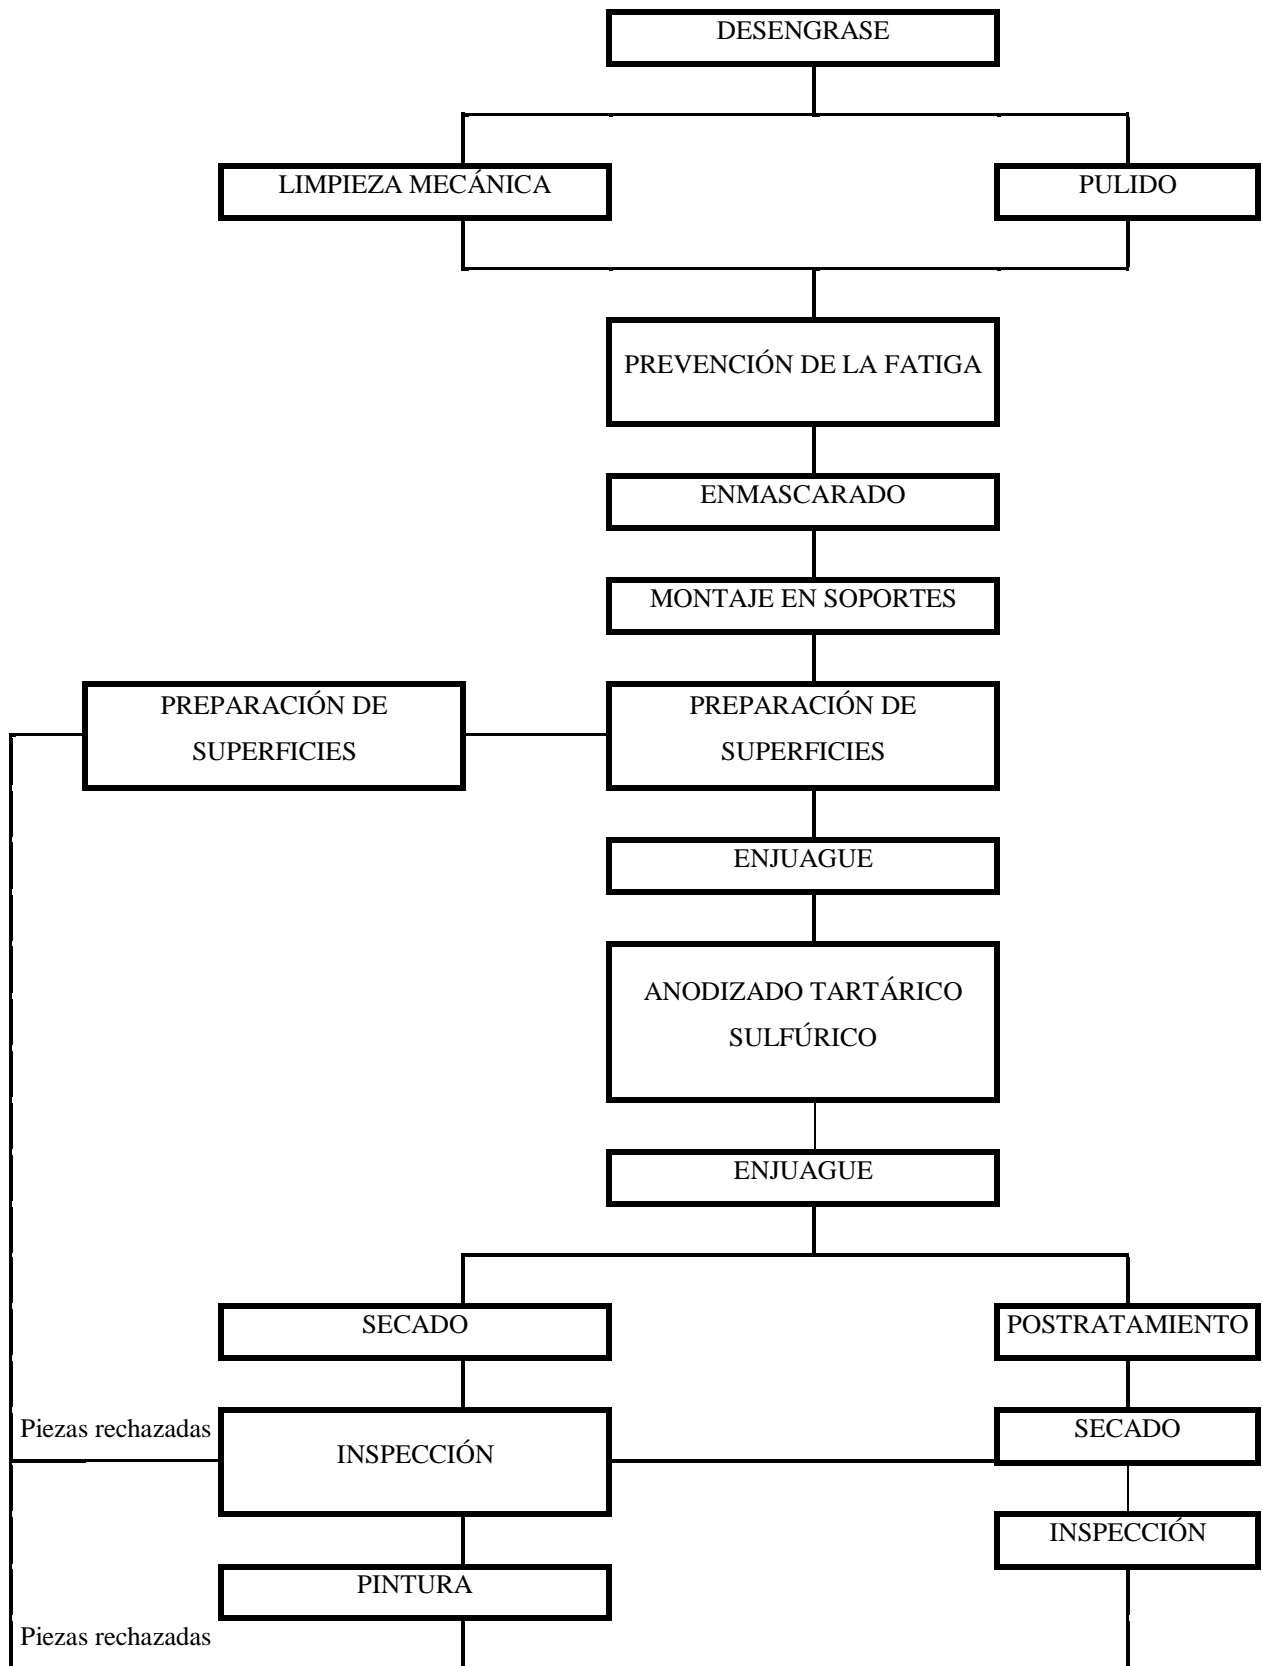 DESENGRASE
LIMPIEZA MECÁNICA
PULIDO
PREVENCIÓN DE LA FATIGA
ENMASCARADO
MONTAJE EN SOPORTES
PREPARACIÓN DE
SUPERFICIES
PREPARACIÓN DE
SUPERFICIES
ENJUAGUE
ANODIZADO TARTÁRICO
SULFÚRICO
ENJUAGUE
SECADO
POSTRATAMIENTO
Piezas rechazadas
INSPECCIÓN
SECADO
INSPECCIÓN
PINTURA
Piezas rechazadas